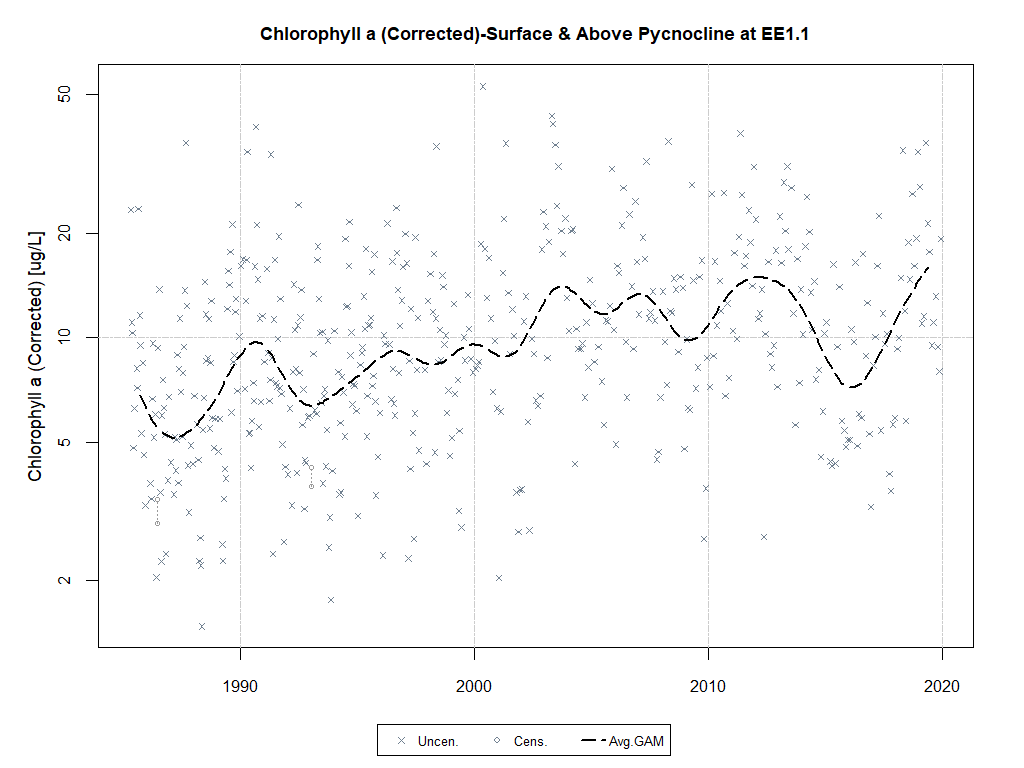 Chlorophyll a (Corrected)-Surface & Above Pycnocline at EE1.1
Chlorophyll a (Corrected) [ug/L]
50
20
10
5
2
1990 2000 2010 2020
Uncen. Cens. Avg.GAM